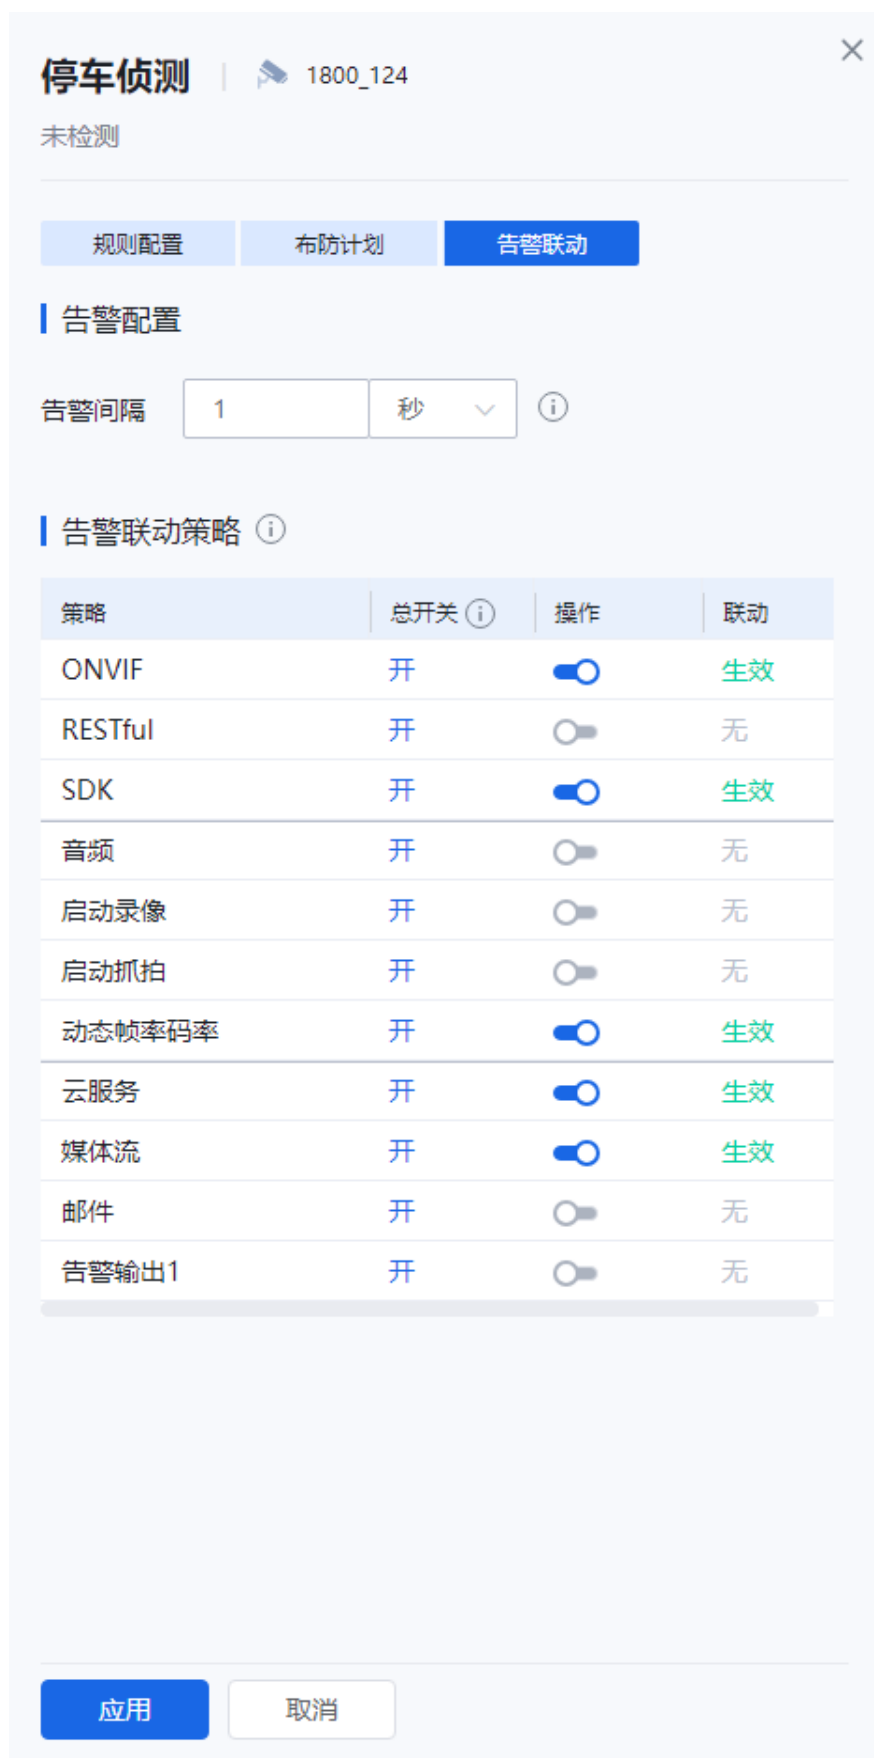 停车侦测 1800_124
未检测
规则配置 布防计划 告警联动
告警配置
告警间隔 1 秒
告警联动策略
策略 总开关 操作 联动
ONVIF 开 生效
RESTful 开 无
SDK 开 生效
音频 开 无
启动录像 开 无
启动抓拍 开 无
动态帧率码率 开 生效
云服务 开 生效
媒体流 开 生效
邮件 开 无
告警输出1 开 无
应用 取消